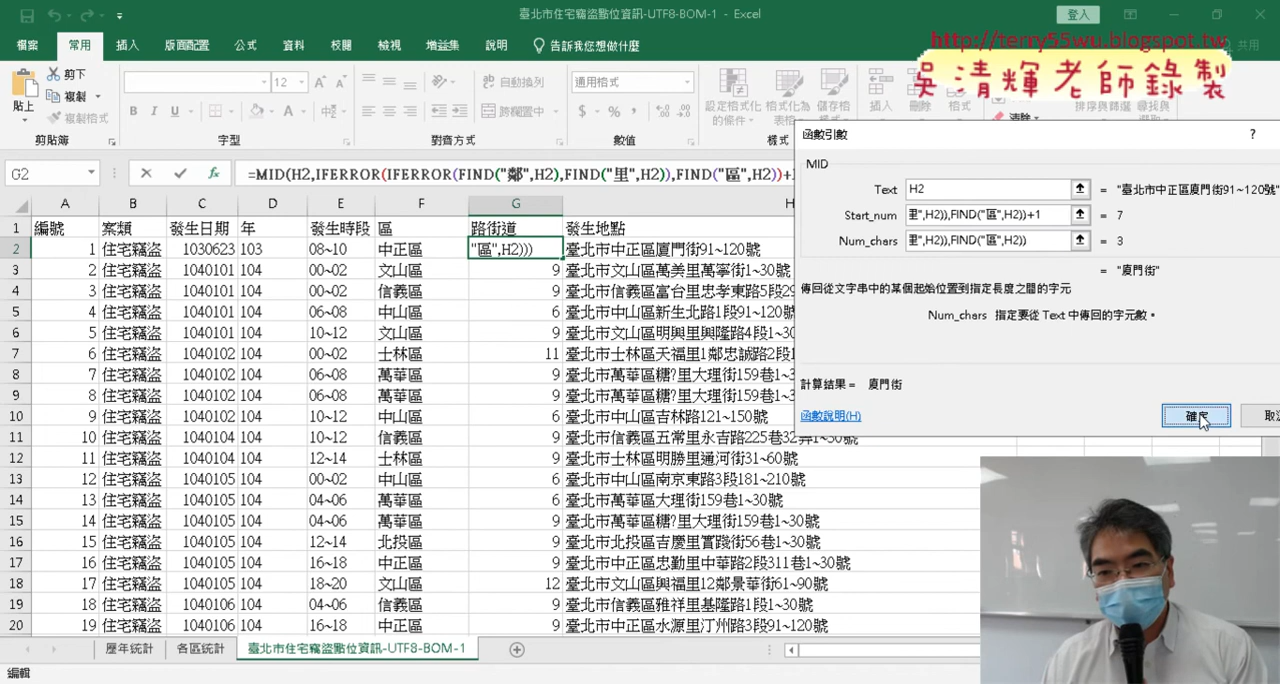 臺北市住宅竊盜點位資訊-UTF8-BOM-1 - Excel
登入
檔案 常用 插入 版面配置 公式 資料 校閱 檢視 增益集 說明 告訴我您想做什麼 共用
http://terry55wu.blogspot.tw
吳清輝老師錄製
貼上 剪下 複製 複製格式 12 自動換列 跨欄置中 通用格式 設定格式化的條件 格式化為表格 儲存格 插入 刪除 格式 清除
剪貼簿 字型 對齊方式 數值 樣式
G2 =MID(H2,IFERROR(IFERROR(FIND("鄰",H2),FIND("里",H2)),FIND("區",H2))+
函數引數 ?
MID
Text H2 = "臺北市中正區廈門街91~120號"
Start_num 里",H2)),FIND("區",H2))+1 = 7
Num_chars 里",H2)),FIND("區",H2)) = 3
= "廈門街"
傳回從文字串中的某個起始位置到指定長度之間的字元
Num_chars 指定要從 Text 中傳回的字元數。
計算結果 = 廈門街
函數說明(H) 確定
A B C D E F G H
1 編號 案類 發生日期 年 發生時段 區 路街道 發生地點
2 1 住宅竊盜 1030623 103 08~10 中正區 "區",H2))) 臺北市中正區廈門街91~120號
3 2 住宅竊盜 1040101 104 00~02 文山區 9 臺北市文山區萬美里萬寧街1~30號
4 3 住宅竊盜 1040101 104 00~02 信義區 9 臺北市信義區富台里忠孝東路5段29
5 4 住宅竊盜 1040101 104 06~08 中山區 6 臺北市中山區新生北路1段91~120號
6 5 住宅竊盜 1040101 104 10~12 文山區 9 臺北市文山區明興里興隆路4段1~30
7 6 住宅竊盜 1040102 104 00~02 士林區 11 臺北市士林區天福里1鄰忠誠路2段1
8 7 住宅竊盜 1040102 104 06~08 萬華區 9 臺北市萬華區糖?里大理街159巷1~3
9 8 住宅竊盜 1040102 104 06~08 萬華區 9 臺北市萬華區糖?里大理街159巷1~3
10 9 住宅竊盜 1040102 104 10~12 中山區 6 臺北市中山區吉林路121~150號
11 10 住宅竊盜 1040104 104 10~12 信義區 9 臺北市信義區五常里永吉路225巷32弄1~30號
12 11 住宅竊盜 1040104 104 12~14 士林區 9 臺北市士林區明勝里通河街31~60號
13 12 住宅竊盜 1040105 104 00~02 中山區 6 臺北市中山區南京東路3段181~210號
14 13 住宅竊盜 1040105 104 04~06 萬華區 6 臺北市萬華區大理街159巷1~30號
15 14 住宅竊盜 1040105 104 04~06 萬華區 9 臺北市萬華區糖?里大理街159巷1~30號
16 15 住宅竊盜 1040105 104 12~14 北投區 9 臺北市北投區吉慶里實踐街56巷1~30號
17 16 住宅竊盜 1040105 104 16~18 中正區 9 臺北市中正區忠勤里中華路2段311巷1~30號
18 17 住宅竊盜 1040105 104 18~20 文山區 12 臺北市文山區興福里12鄰景華街61~90號
19 18 住宅竊盜 1040106 104 04~06 信義區 9 臺北市信義區雅祥里基隆路1段1~30號
20 19 住宅竊盜 1040106 104 16~18 中正區 9 臺北市中正區水源里汀州路3段1~30號
歷年統計 各區統計 臺北市住宅竊盜點位資訊-UTF8-BOM-1
編輯